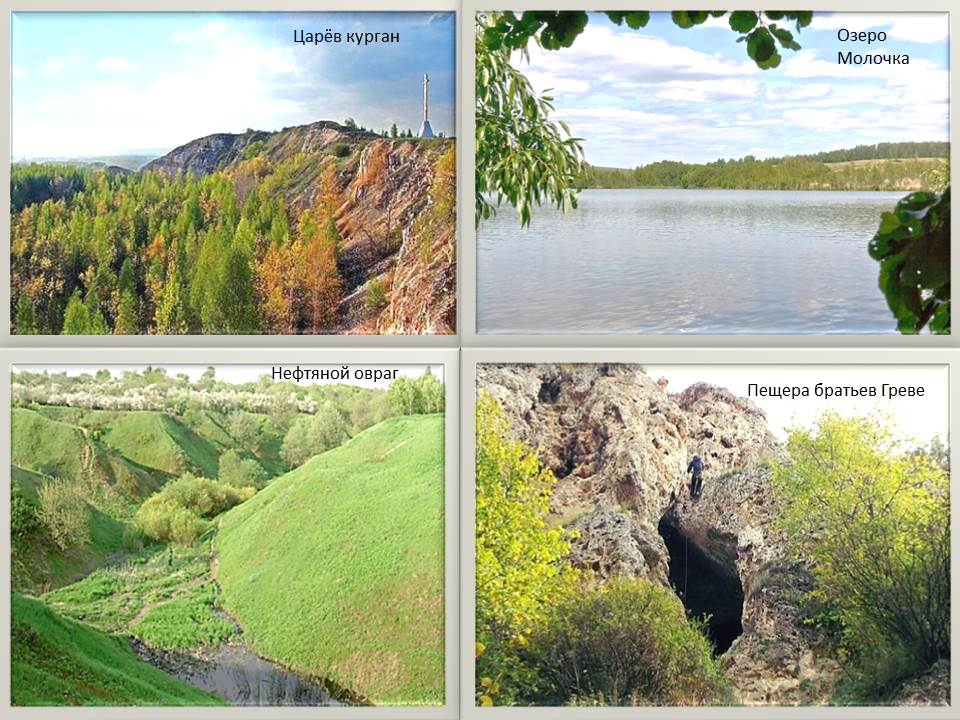 Царёв курган
Озеро
Молочка
Нефтяной овраг
Пещера братьев Греве